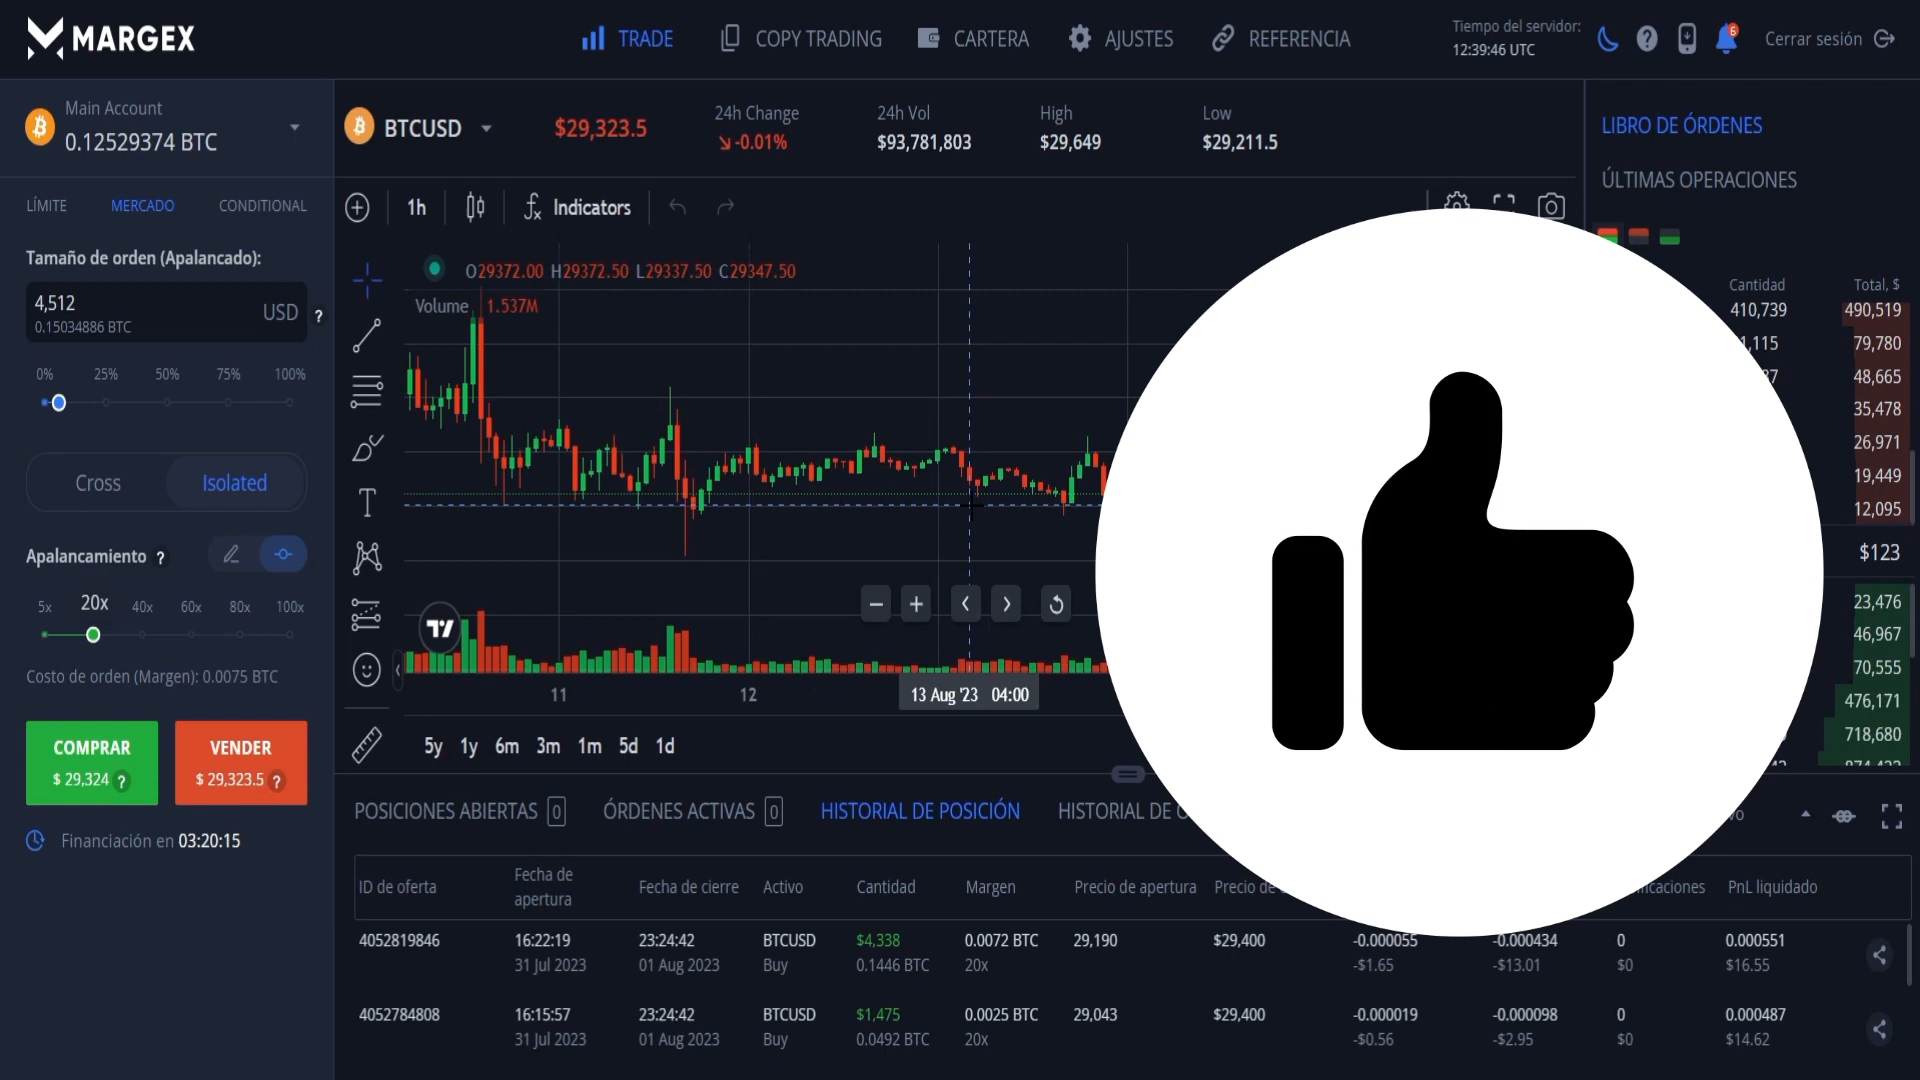 MARGEX
TRADE
COPY TRADING
CARTERA
AJUSTES
REFERENCIA
Tiempo del servidor:
12:39:46 UTC
6
Cerrar sesión
Main Account
0.12529374 BTC
BTCUSD
$29,323.5
24h Change
-0.01%
24h Vol
$93,781,803
High
$29,649
Low
$29,211.5
LIBRO DE ÓRDENES
ÚLTIMAS OPERACIONES
LÍMITE
MERCADO
CONDITIONAL
1h
Indicators
Tamaño de orden (Apalancado):
4,512
0.15034886 BTC
USD
?
0% 25% 50% 75% 100%
Cross
Isolated
Apalancamiento ?
5x 20x 40x 60x 80x 100x
Costo de orden (Margen): 0.0075 BTC
COMPRAR
$ 29,324 ?
VENDER
$ 29,323.5 ?
Financiación en 03:20:15
O29372.00 H29372.50 L29337.50 C29347.50
Volume 1.537M
11
12
13 Aug '23 04:00
5y 1y 6m 3m 1m 5d 1d
Cantidad
Total, $
410,739
490,519
79,780
48,665
35,478
26,971
19,449
12,095
$123
23,476
46,967
70,555
476,171
718,680
POSICIONES ABIERTAS 0
ÓRDENES ACTIVAS 0
HISTORIAL DE POSICIÓN
HISTORIAL DE
ID de oferta
Fecha de
apertura
Fecha de cierre
Activo
Cantidad
Margen
Precio de apertura
Precio de
PnL liquidado
4052819846 16:22:19 23:24:42 BTCUSD $4,338 0.0072 BTC 29,190 $29,400 -0.000055 -0.000434 0 0.000551
31 Jul 2023 01 Aug 2023 Buy 0.1446 BTC 20x -$1.65 -$13.01 $0 $16.55
4052784808 16:15:57 23:24:42 BTCUSD $1,475 0.0025 BTC 29,043 $29,400 -0.000019 -0.000098 0 0.000487
31 Jul 2023 01 Aug 2023 Buy 0.0492 BTC 20x -$0.56 -$2.95 $0 $14.62